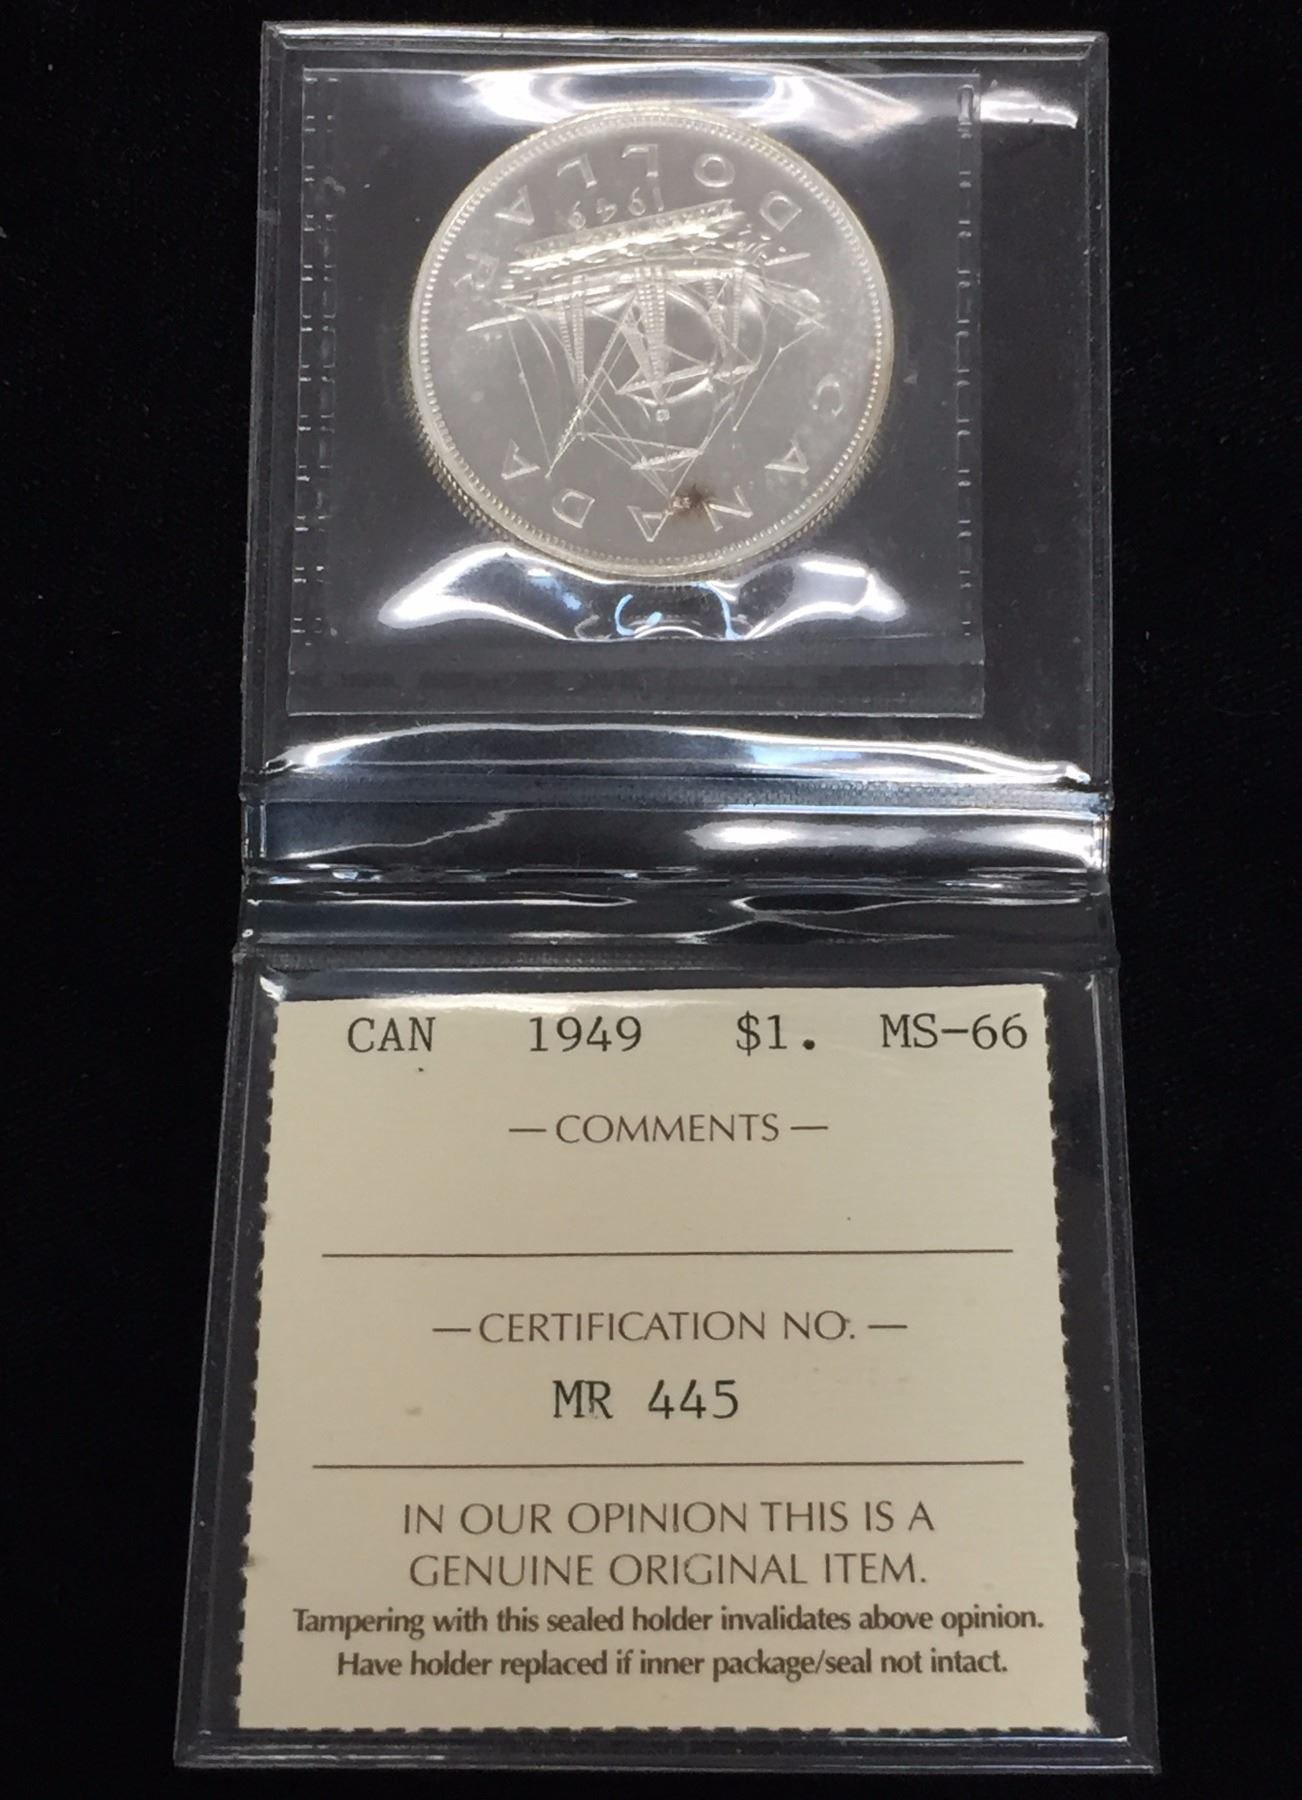 CANADA
1949
DOLLAR
CAN 1949 $1. MS-66
— COMMENTS —
— CERTIFICATION NO. —
MR 445
IN OUR OPINION THIS IS A
GENUINE ORIGINAL ITEM.
Tampering with this sealed holder invalidates above opinion.
Have holder replaced if inner package/seal not intact.